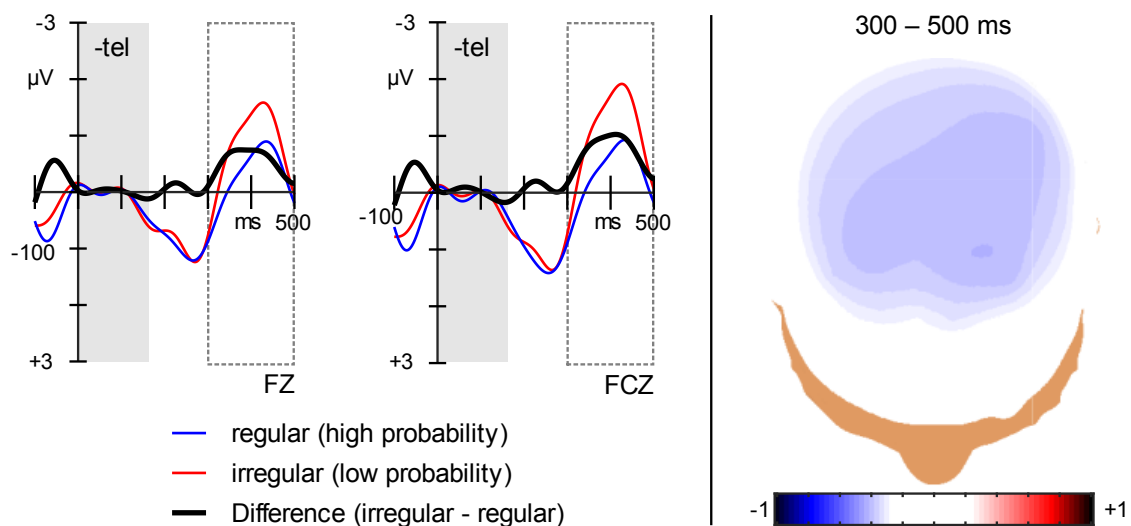 -3
-tel
µV
-100
ms
500
+3
FZ
-3
-tel
µV
-100
ms
500
+3
FCZ
regular (high probability)
irregular (low probability)
Difference (irregular - regular)
300 – 500 ms
-1
+1